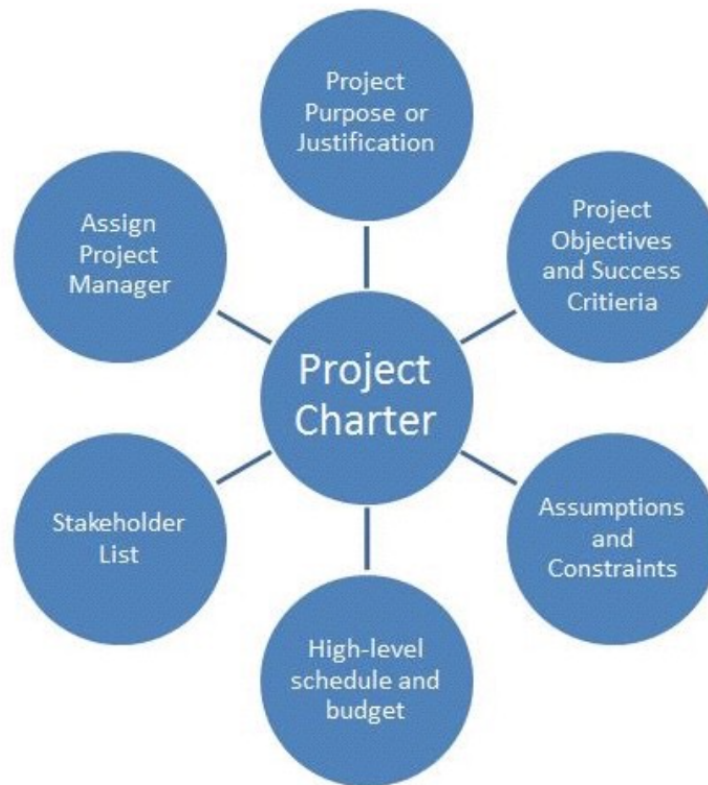 Project
Purpose or
Justification
Project
Objectives
and Success
Critieria
Assumptions
and
Constraints
High-level
schedule and
budget
Stakeholder
List
Assign
Project
Manager
Project
Charter